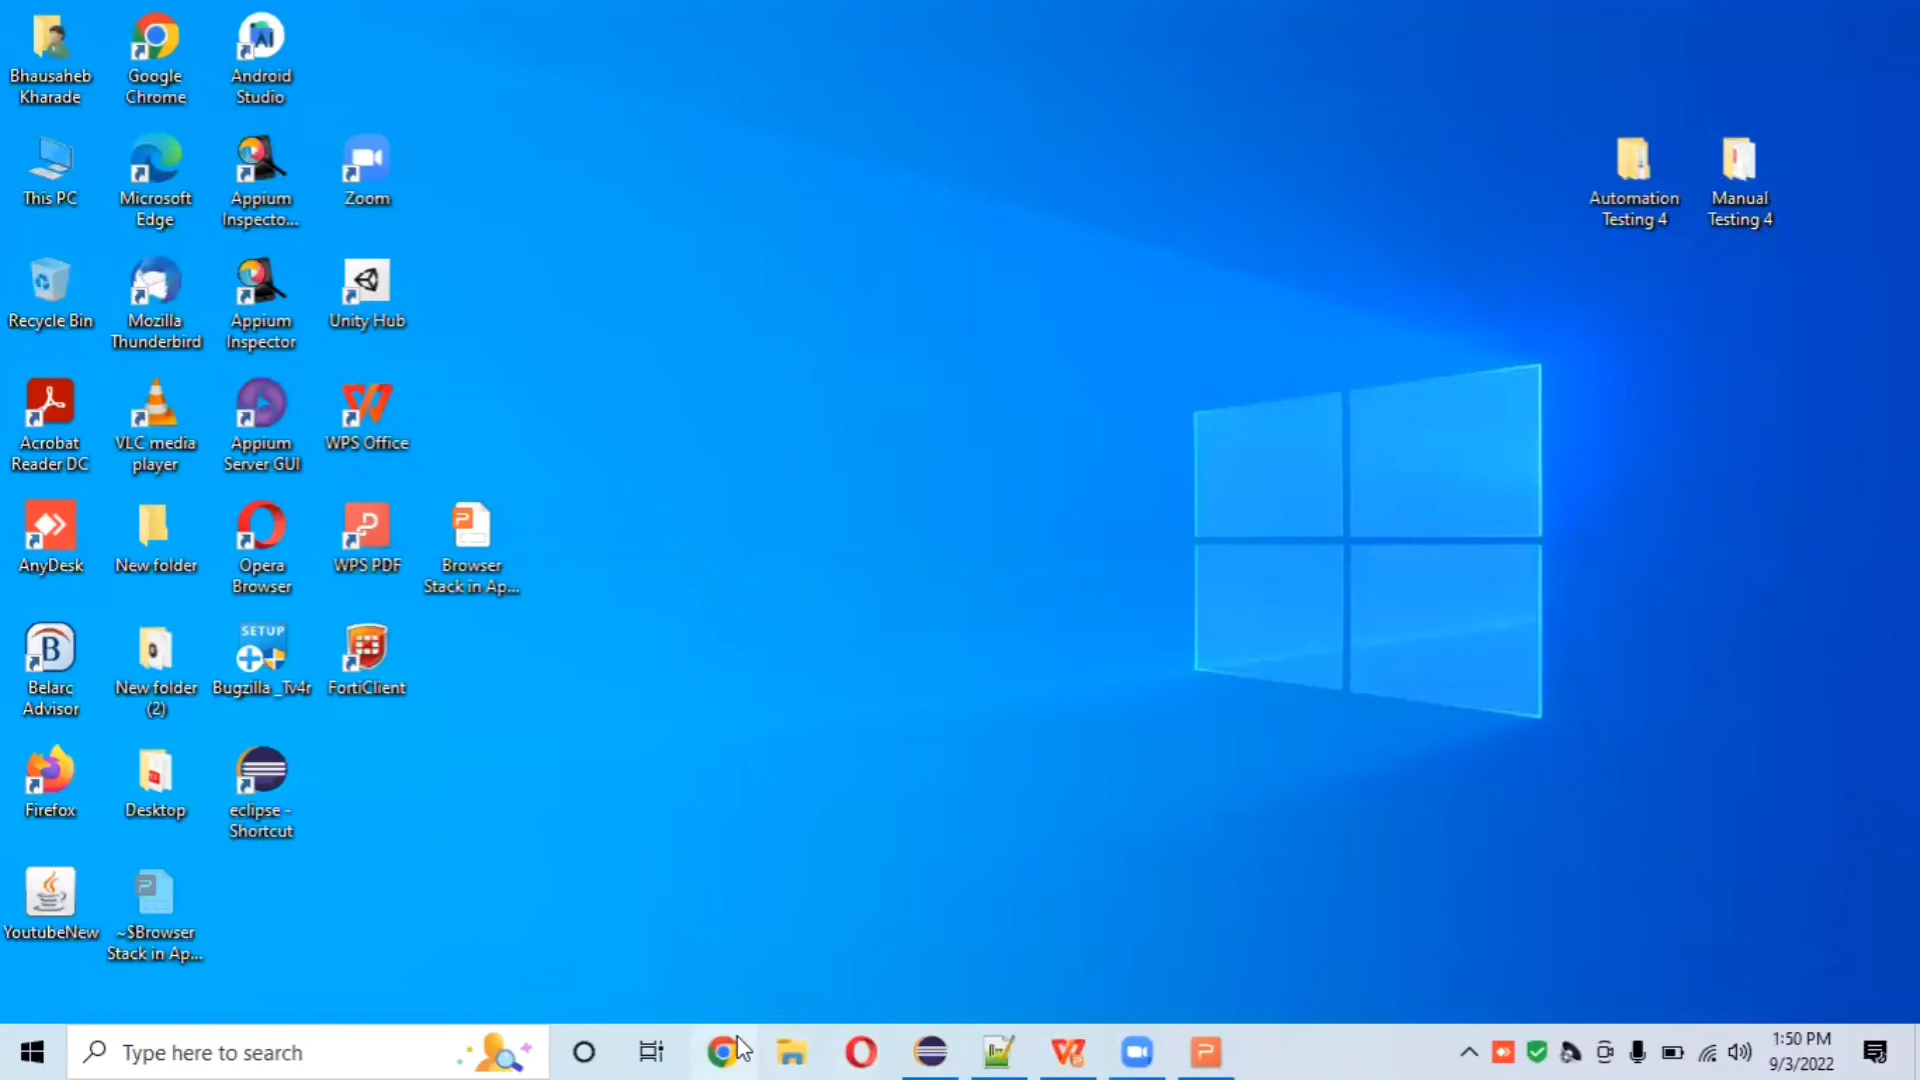 Bhausaheb
Kharade
Google
Chrome
Android
Studio
This PC
Microsoft
Edge
Appium
Inspecto...
Zoom
Automation
Testing 4
Manual
Testing 4
Recycle Bin
Mozilla
Thunderbird
Appium
Inspector
Unity Hub
Acrobat
Reader DC
VLC media
player
Appium
Server GUI
WPS Office
AnyDesk
New folder
Opera
Browser
WPS PDF
Browser
Stack in Ap...
Belarc
Advisor
New folder
(2)
SETUP
Bugzilla _Tv4r
FortiClient
Firefox
Desktop
eclipse -
Shortcut
YoutubeNew
~$Browser
Stack in Ap...
Type here to search
1:50 PM
9/3/2022